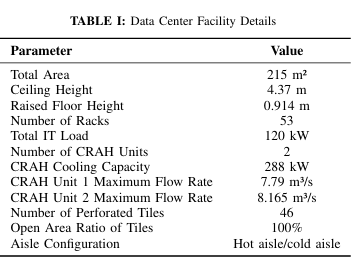 TABLE I: Data Center Facility Details
Parameter Value
Total Area 215 m²
Ceiling Height 4.37 m
Raised Floor Height 0.914 m
Number of Racks 53
Total IT Load 120 kW
Number of CRAH Units 2
CRAH Cooling Capacity 288 kW
CRAH Unit 1 Maximum Flow Rate 7.79 m³/s
CRAH Unit 2 Maximum Flow Rate 8.165 m³/s
Number of Perforated Tiles 46
Open Area Ratio of Tiles 100%
Aisle Configuration Hot aisle/cold aisle